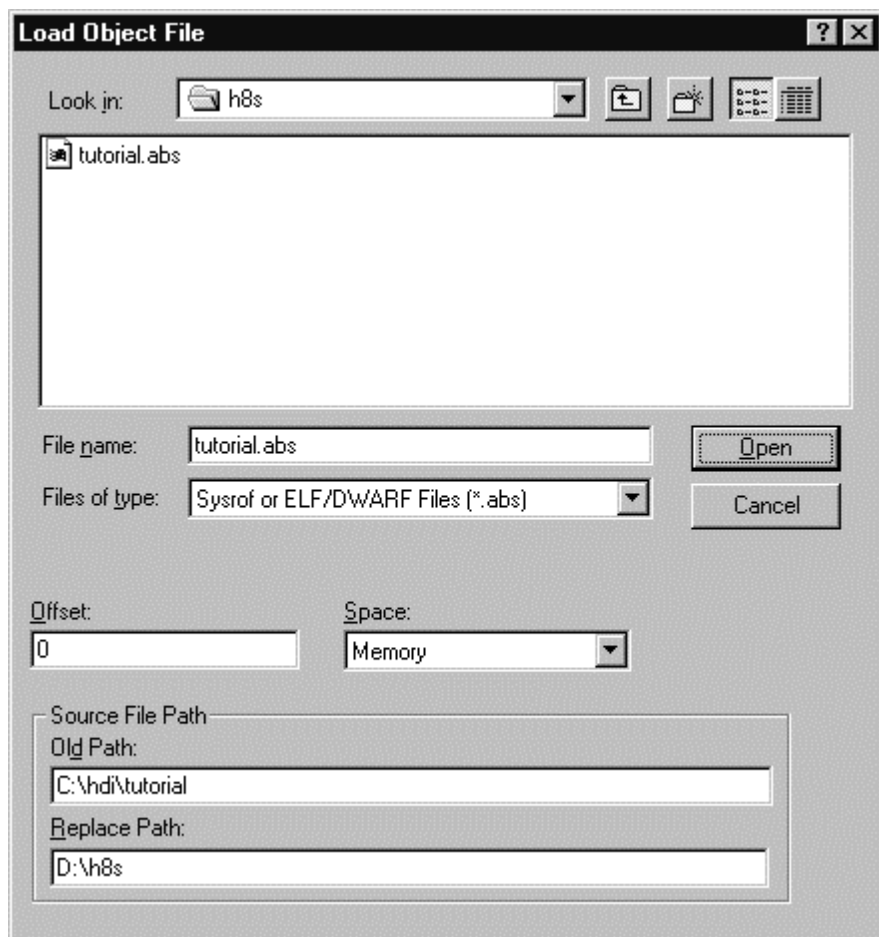 Load Object File
Look in: h8s
tutorial.abs
File name: tutorial.abs Open
Files of type: Sysrof or ELF/DWARF Files (*.abs) Cancel
Offset: Space:
0 Memory
Source File Path
Old Path:
C:\hdi\tutorial
Replace Path:
D:\h8s